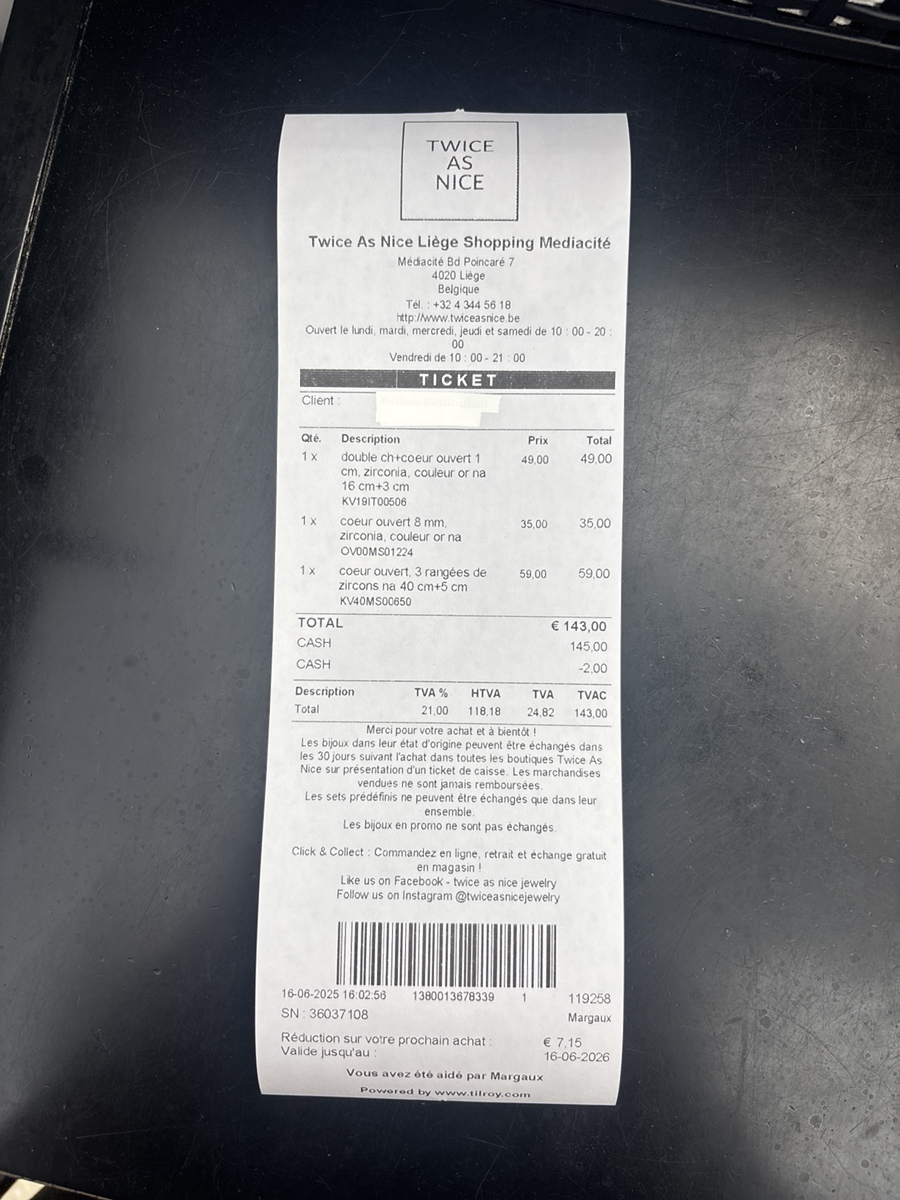 TWICE
AS
NICE
Twice As Nice Liège Shopping Mediacité
Médiacité Bd Poincaré 7
4020 Liège
Belgique
Tél. : +32 4 344 56 18
http://www.twiceasnice.be
Ouvert le lundi, mardi, mercredi, jeudi et samedi de 10 : 00 - 20 :
00
Vendredi de 10 : 00 - 21 : 00
TICKET
Client :
Qté. Description Prix Total
1 x double ch+coeur ouvert 1 49,00 49,00
cm, zirconia, couleur or na
16 cm+3 cm
KV19IT00506
1 x coeur ouvert 8 mm, 35,00 35,00
zirconia, couleur or na
OV00MS01224
1 x coeur ouvert, 3 rangées de 59,00 59,00
zircons na 40 cm+5 cm
KV40MS00650
TOTAL € 143,00
CASH 145,00
CASH -2,00
Description TVA % HTVA TVA TVAC
Total 21,00 118,18 24,82 143,00
Merci pour votre achat et à bientôt !
Les bijoux dans leur état d'origine peuvent être échangés dans
les 30 jours suivant l'achat dans toutes les boutiques Twice As
Nice sur présentation d'un ticket de caisse. Les marchandises
vendues ne sont jamais remboursées.
Les sets prédéfinis ne peuvent être échangés que dans leur
ensemble.
Les bijoux en promo ne sont pas échangés.
Click & Collect : Commandez en ligne, retrait et échange gratuit
en magasin !
Like us on Facebook - twice as nice jewelry
Follow us on Instagram @twiceasnicejewelry
16-06-2025 16:02:56 1380013678339 1 119258
SN : 36037108 Margaux
Réduction sur votre prochain achat : € 7,15
Valide jusqu'au : 16-06-2026
Vous avez été aidé par Margaux
Powered by www.tilroy.com